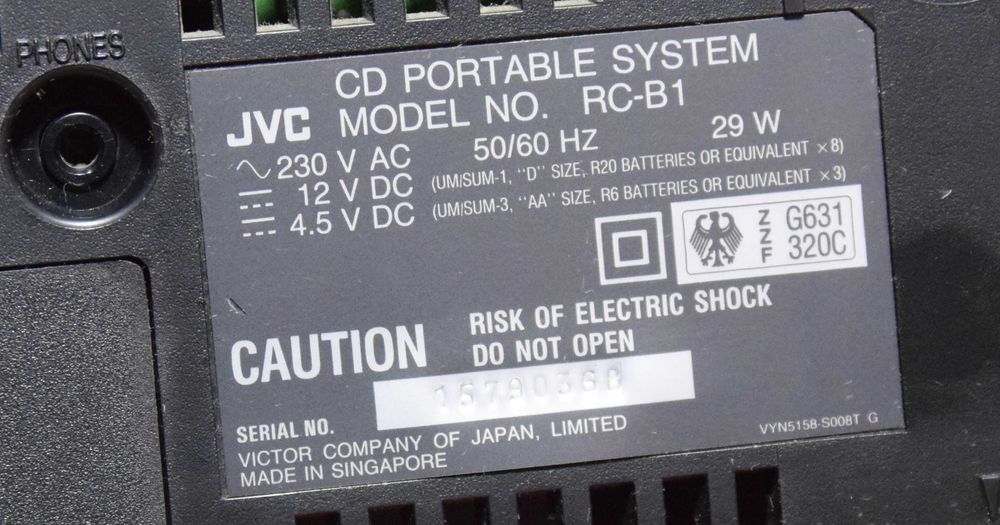 PHONES
CD PORTABLE SYSTEM
JVC MODEL NO. RC-B1
230 V AC 50/60 HZ 29 W
12 V DC (UM/SUM-1, "D" SIZE, R20 BATTERIES OR EQUIVALENT ×8)
4.5 V DC (UM/SUM-3, "AA" SIZE, R6 BATTERIES OR EQUIVALENT ×3)
ZZF G631 320C
CAUTION RISK OF ELECTRIC SHOCK
DO NOT OPEN
SERIAL NO.
VICTOR COMPANY OF JAPAN, LIMITED
MADE IN SINGAPORE
VYN5158-S008T G